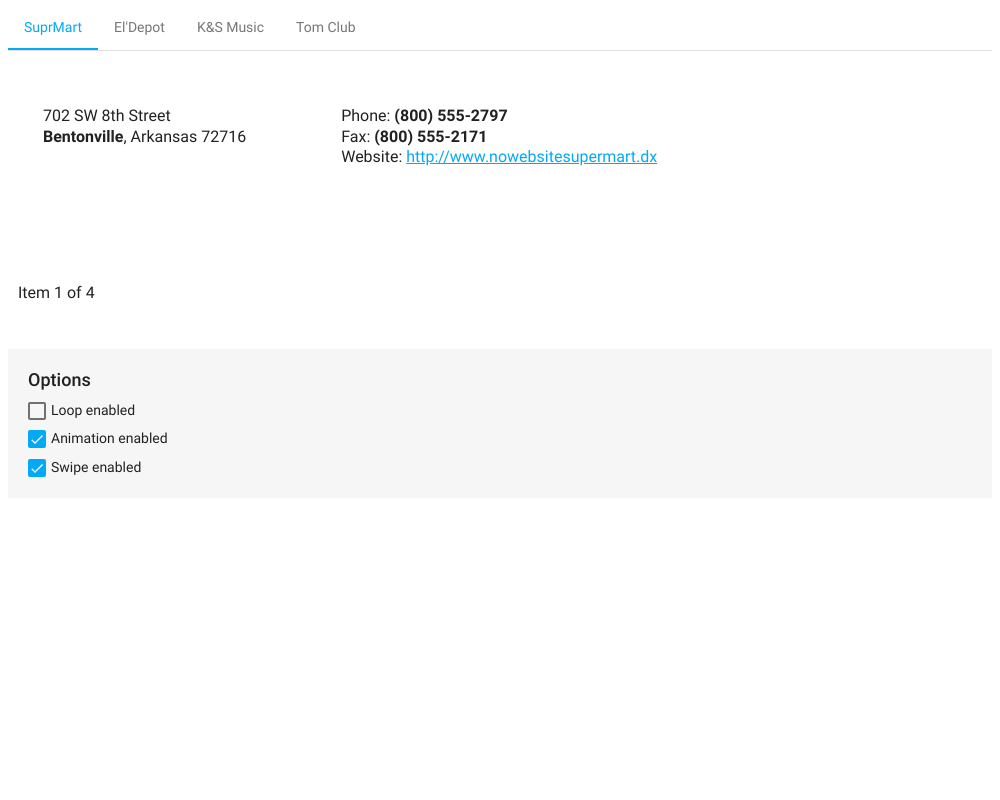 SuprMart El'Depot K&S Music Tom Club
702 SW 8th Street
Bentonville, Arkansas 72716
Phone: (800) 555-2797
Fax: (800) 555-2171
Website: http://www.nowebsitesupermart.dx
Item 1 of 4
Options
Loop enabled
Animation enabled
Swipe enabled